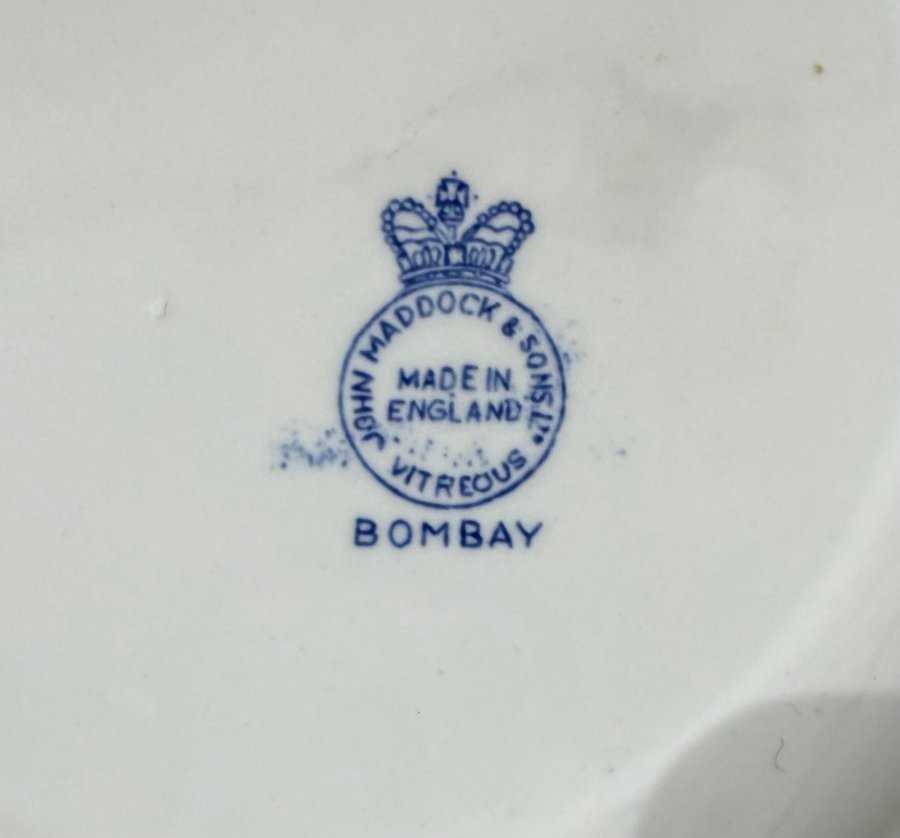 JOHN MADDOCK & SONS LTD.
MADE IN
ENGLAND
VITREOUS
BOMBAY